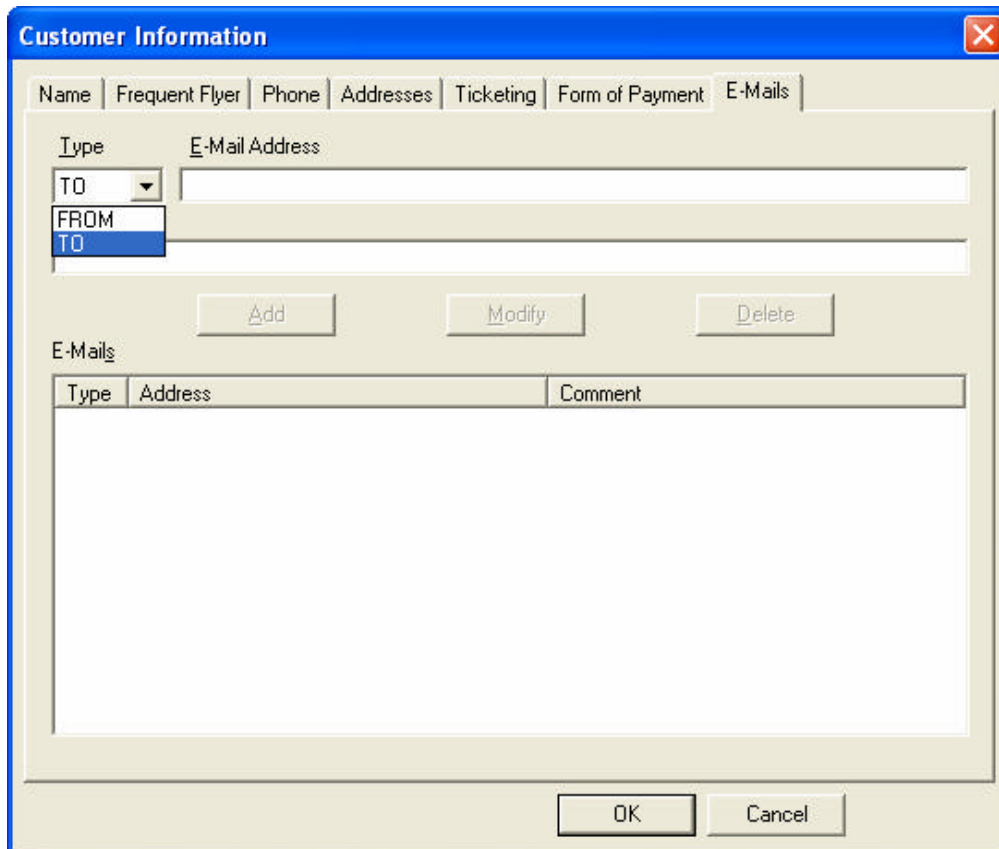 Customer Information
Name Frequent Flyer Phone Addresses Ticketing Form of Payment E-Mails
Type E-Mail Address
TO
FROM
TO
Add Modify Delete
E-Mails
Type Address Comment
OK Cancel